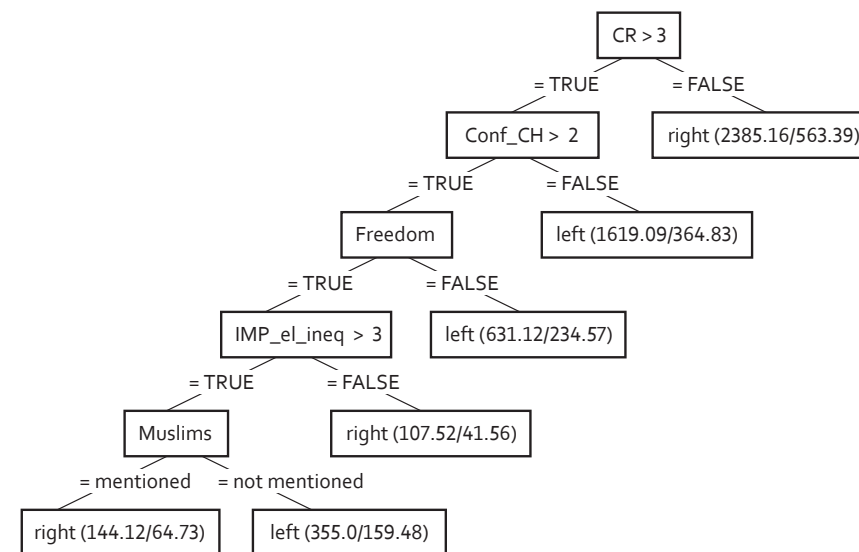 CR > 3
= TRUE = FALSE
Conf_CH > 2 right (2385.16/563.39)
= TRUE = FALSE
Freedom left (1619.09/364.83)
= TRUE = FALSE
IMP_el_ineq > 3 left (631.12/234.57)
= TRUE = FALSE
Muslims right (107.52/41.56)
= mentioned = not mentioned
right (144.12/64.73) left (355.0/159.48)